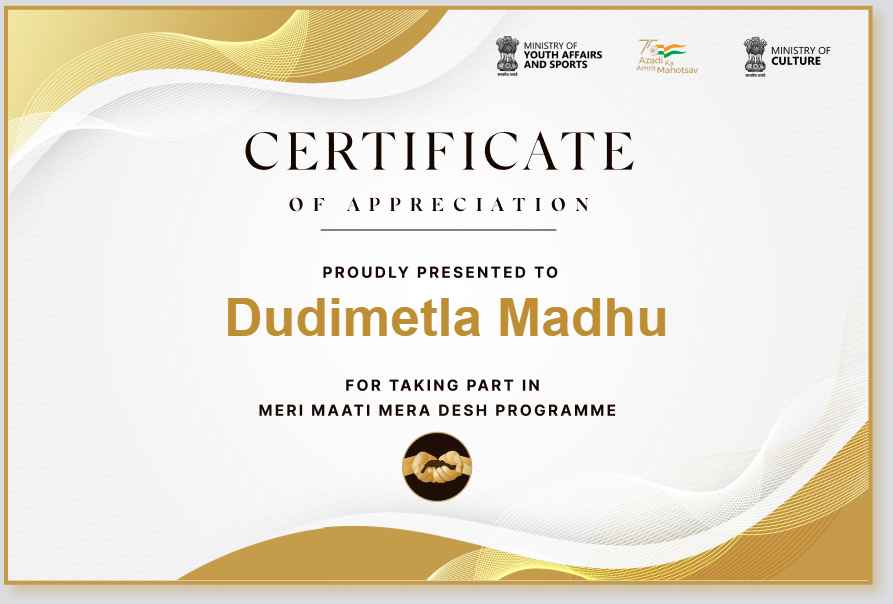 MINISTRY OF
YOUTH AFFAIRS
AND SPORTS
Azadi Ka
Amrit Mahotsav
MINISTRY OF
CULTURE
CERTIFICATE
OF APPRECIATION
PROUDLY PRESENTED TO
Dudimetla Madhu
FOR TAKING PART IN
MERI MAATI MERA DESH PROGRAMME